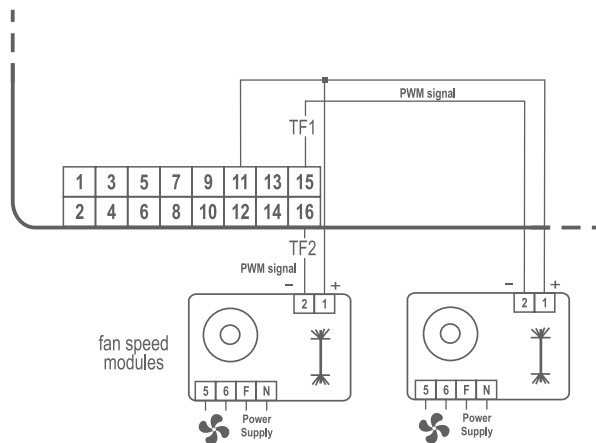 PWM signal
TF1
1 3 5 7 9 11 13 15
2 4 6 8 10 12 14 16
TF2
PWM signal
− +
2 1
− +
2 1
fan speed
modules
5 6 F N
Power
Supply
5 6 F N
Power
Supply